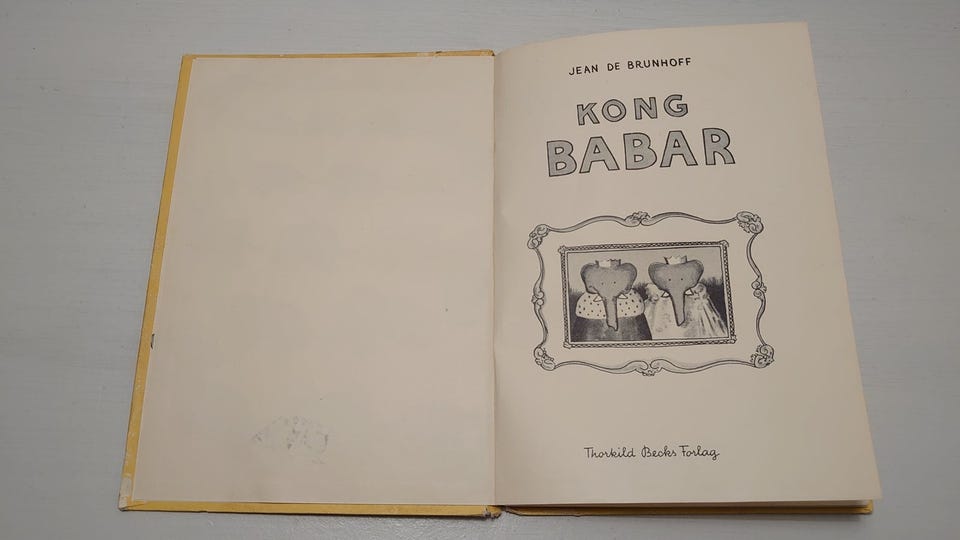 JEAN DE BRUNHOFF
KONG
BABAR
Thorkild Becks Forlag